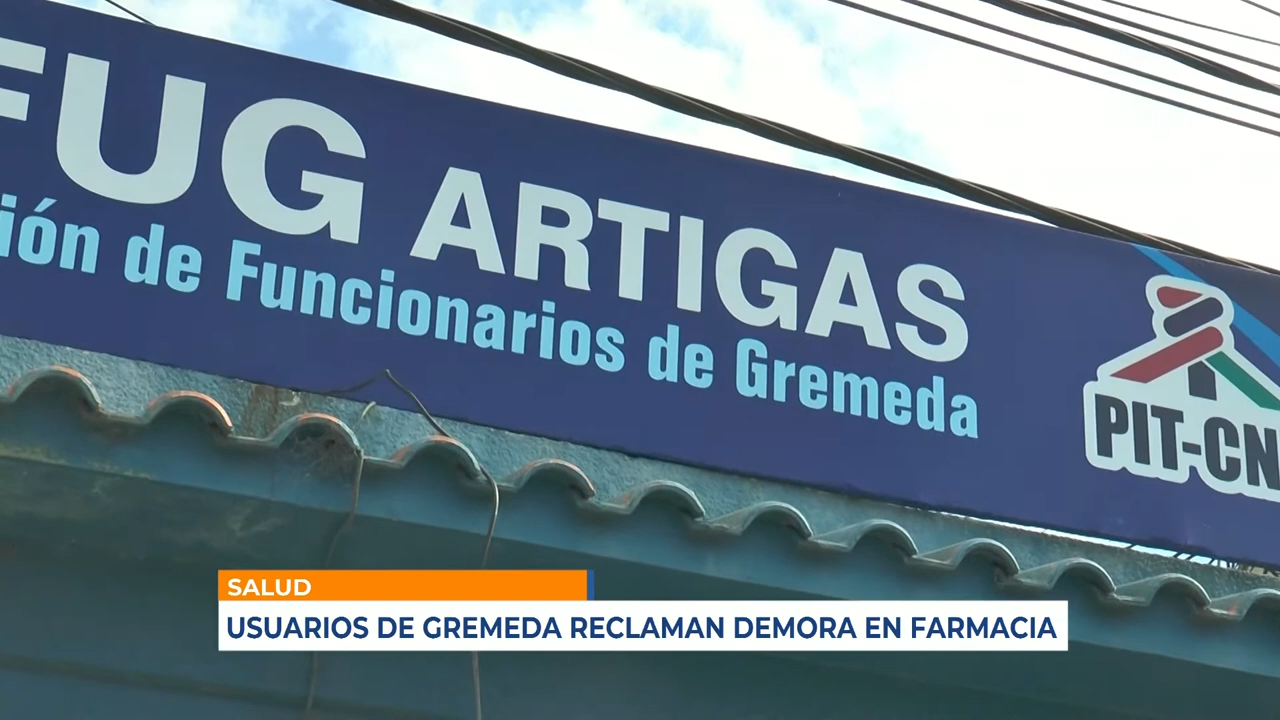 FUG ARTIGAS
ión de Funcionarios de Gremeda
PIT-CN
SALUD
USUARIOS DE GREMEDA RECLAMAN DEMORA EN FARMACIA